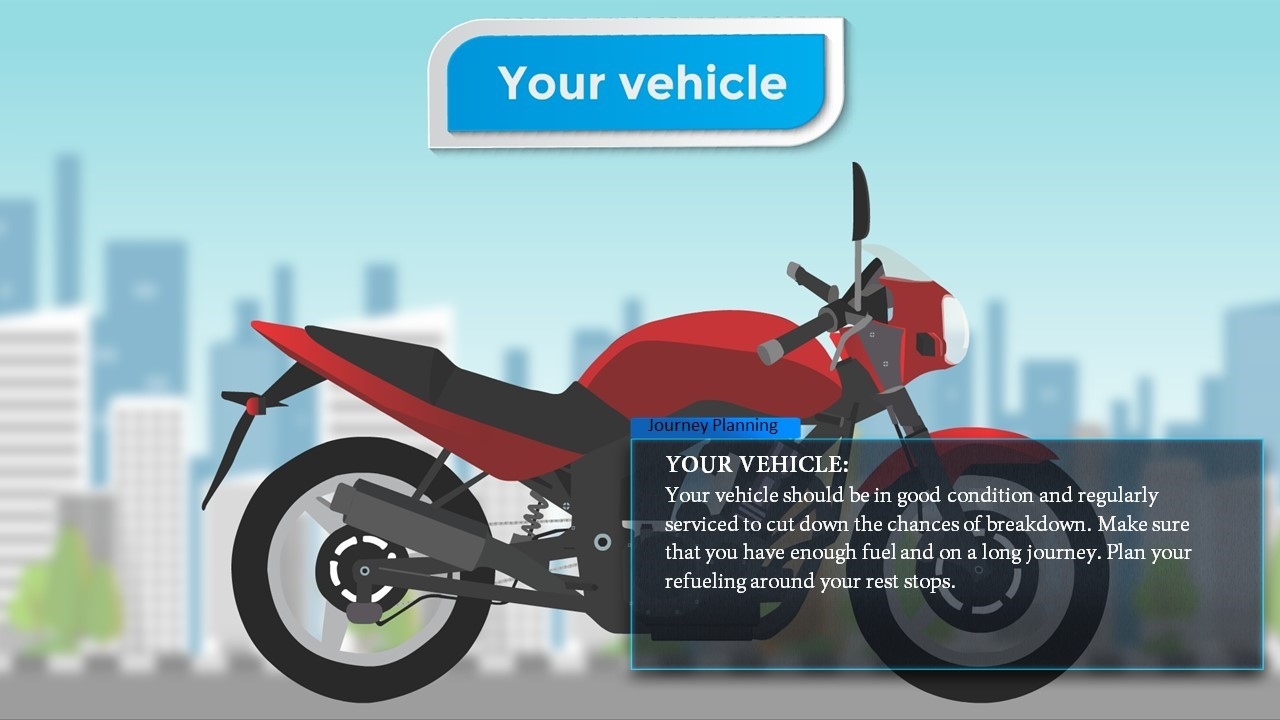 Your vehicle
Journey Planning
YOUR VEHICLE:
Your vehicle should be in good condition and regularly
serviced to cut down the chances of breakdown. Make sure
that you have enough fuel and on a long journey. Plan your
refueling around your rest stops.